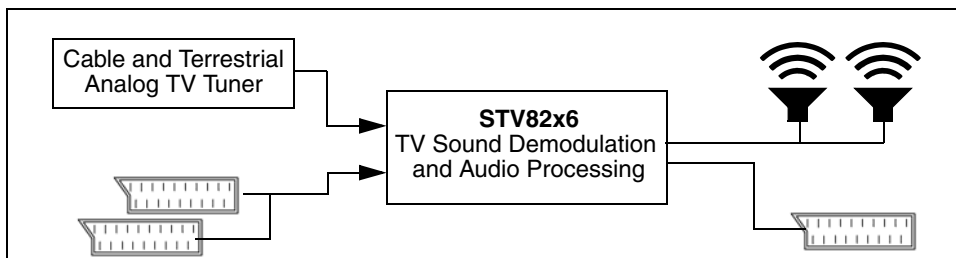 Cable and Terrestrial
Analog TV Tuner
STV82x6
TV Sound Demodulation
and Audio Processing